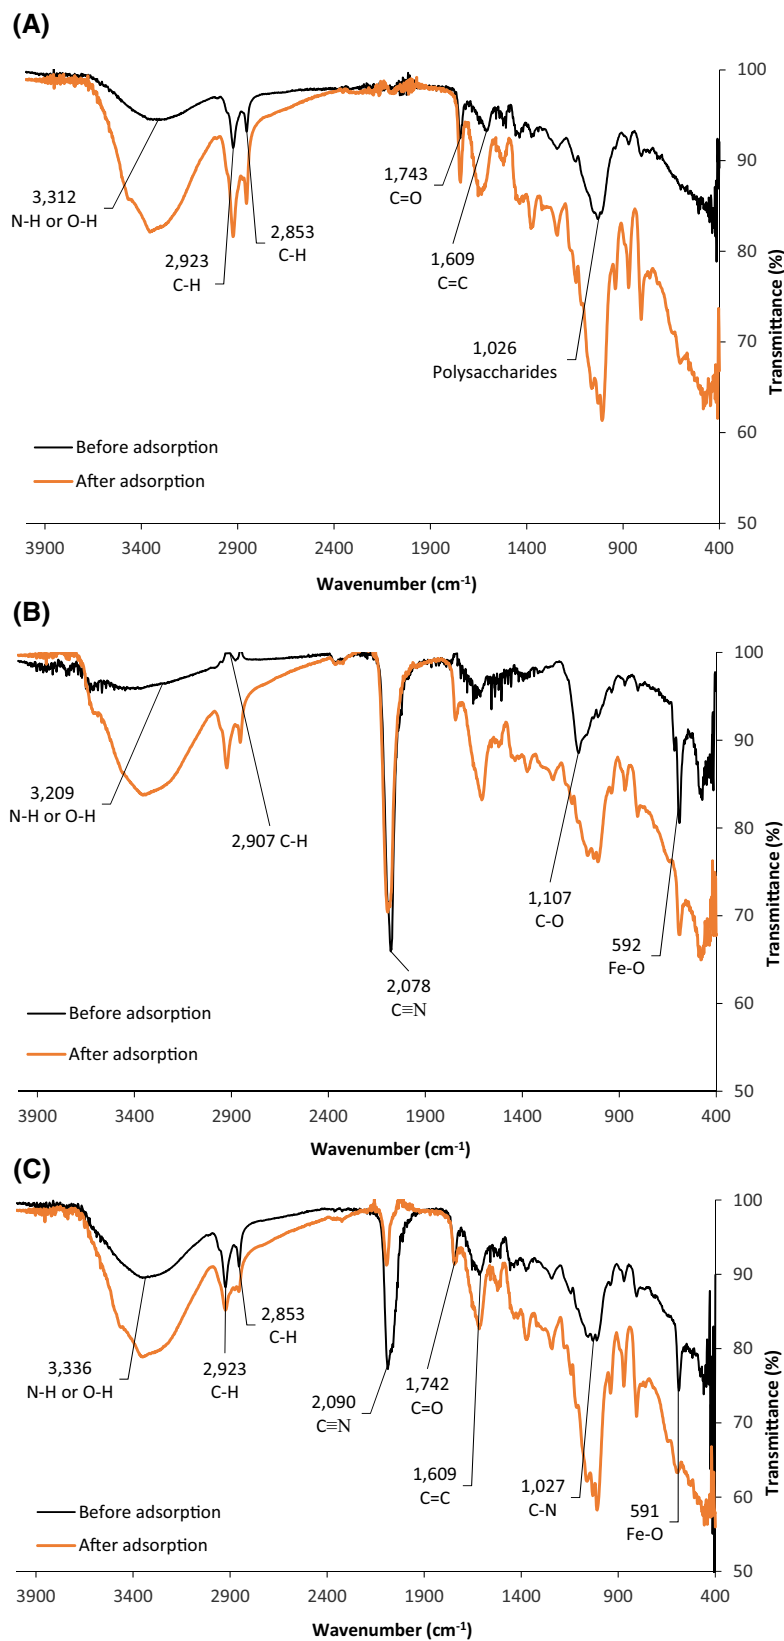 (A)
100
90
80
70
60
50
Transmittance (%)
3,312
N-H or O-H
2,923
C-H
2,853
C-H
1,743
C=O
1,609
C=C
1,026
Polysaccharides
Before adsorption
After adsorption
3900 3400 2900 2400 1900 1400 900 400
Wavenumber (cm⁻¹)
(B)
100
90
80
70
60
50
Transmittance (%)
3,209
N-H or O-H
2,907 C-H
2,078
C≡N
1,107
C-O
592
Fe-O
Before adsorption
After adsorption
3900 3400 2900 2400 1900 1400 900 400
Wavenumber (cm⁻¹)
(C)
100
90
80
70
60
50
Transmittance (%)
3,336
N-H or O-H
2,923
C-H
2,853
C-H
2,090
C≡N
1,742
C=O
1,609
C=C
1,027
C-N
591
Fe-O
Before adsorption
After adsorption
3900 3400 2900 2400 1900 1400 900 400
Wavenumber (cm⁻¹)